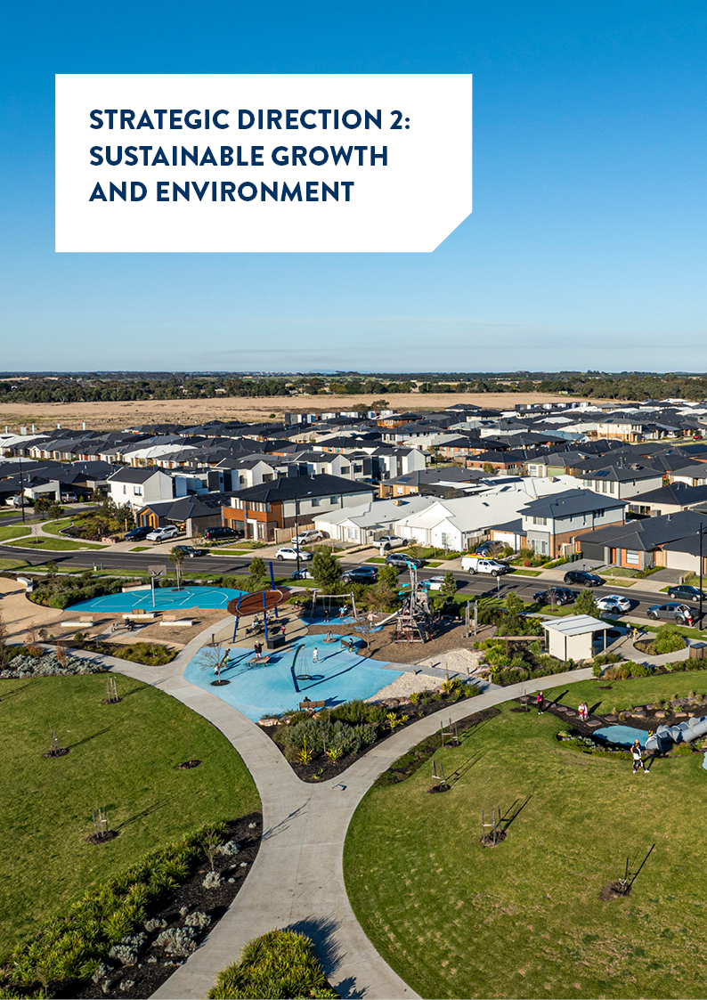 STRATEGIC DIRECTION 2:
SUSTAINABLE GROWTH
AND ENVIRONMENT